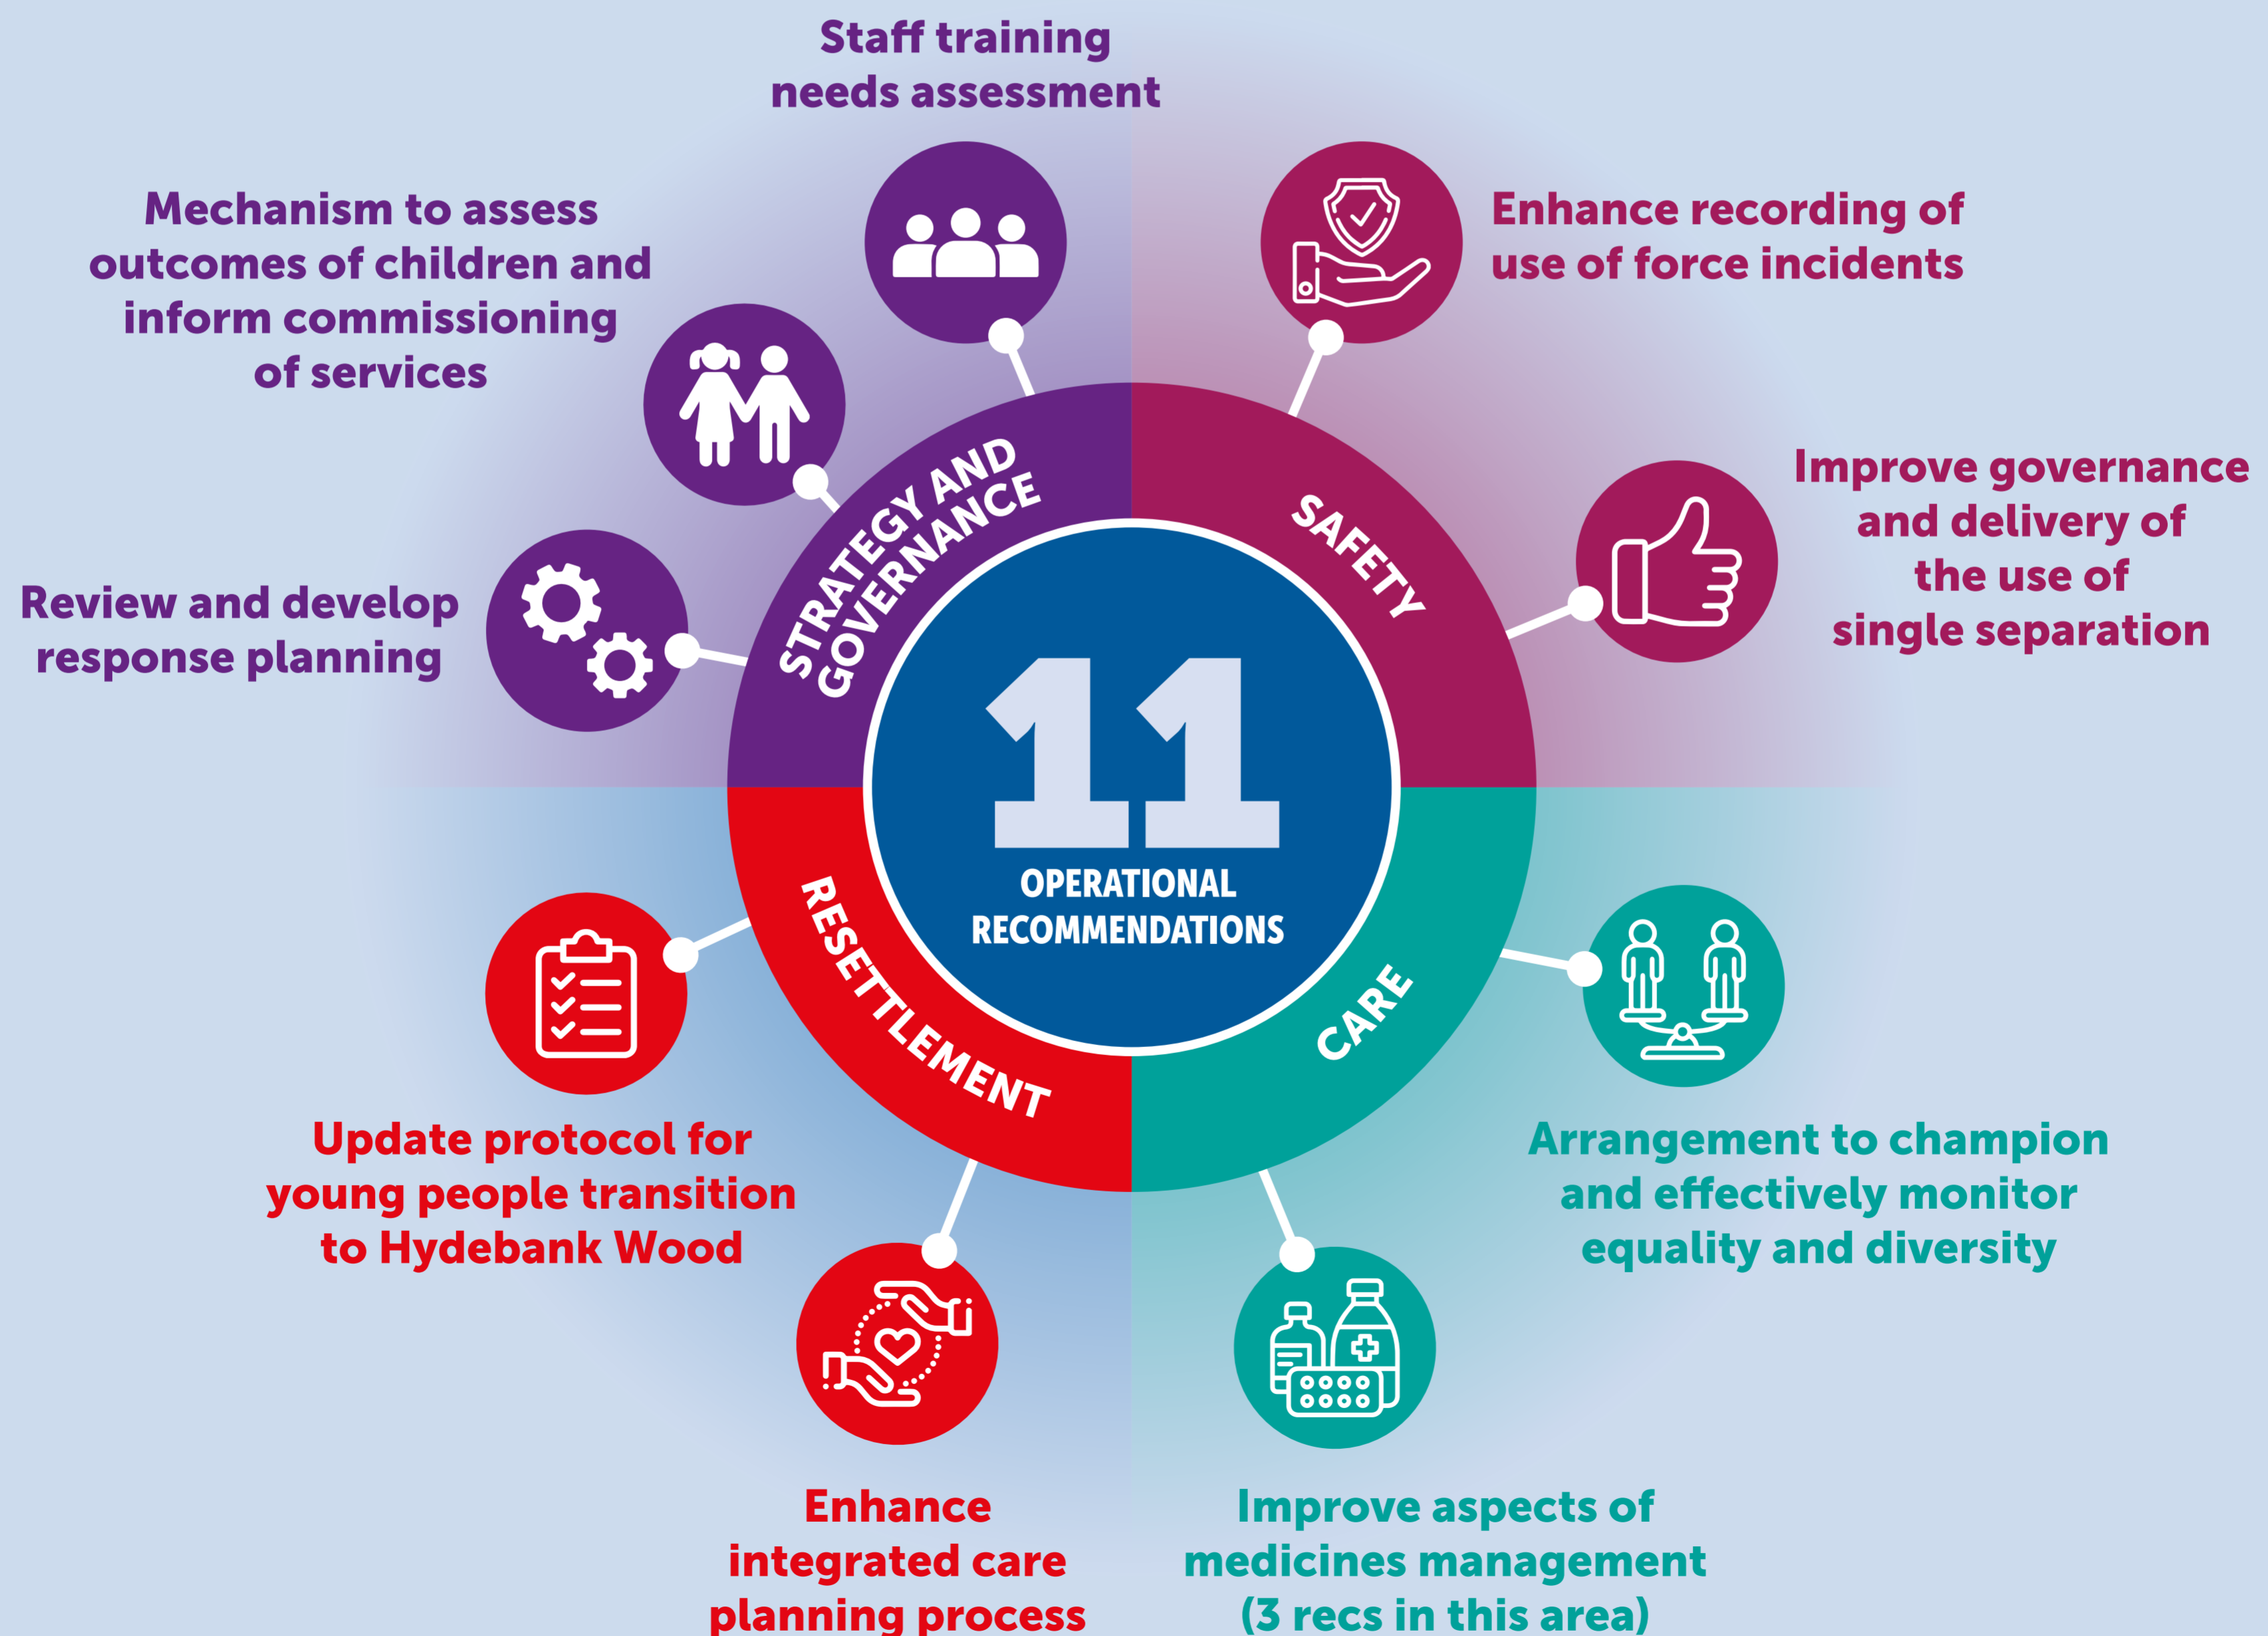 Staff training
needs assessment
Mechanism to assess
outcomes of children and
inform commissioning
of services
Review and develop
response planning
Enhance recording of
use of force incidents
Improve governance
and delivery of
the use of
single separation
STRATEGY AND
GOVERNANCE
SAFETY
11
OPERATIONAL
RECOMMENDATIONS
RESETTLEMENT
CARE
Update protocol for
young people transition
to Hydebank Wood
Arrangement to champion
and effectively monitor
equality and diversity
Enhance
integrated care
planning process
Improve aspects of
medicines management
(3 recs in this area)